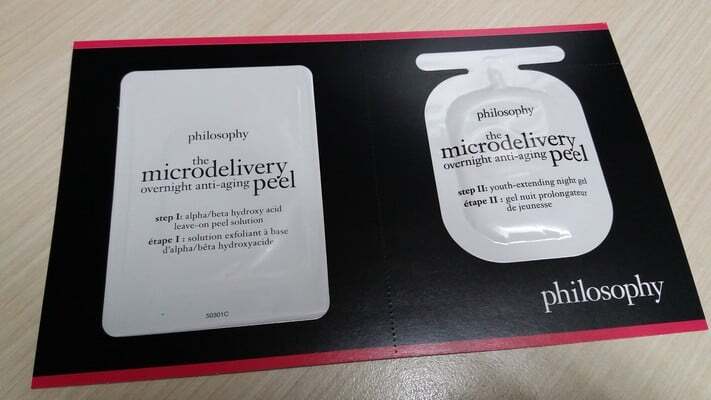 philosophy
the
microdelivery
overnight anti-aging peel
step I: alpha/beta hydroxy acid
leave-on peel solution
étape I : solution exfoliant à base
d'alpha/bêta hydroxyacide
50301C
philosophy
the
microdelivery
overnight anti-aging peel
step II: youth-extending night gel
étape II : gel nuit prolongateur
de jeunesse
philosophy